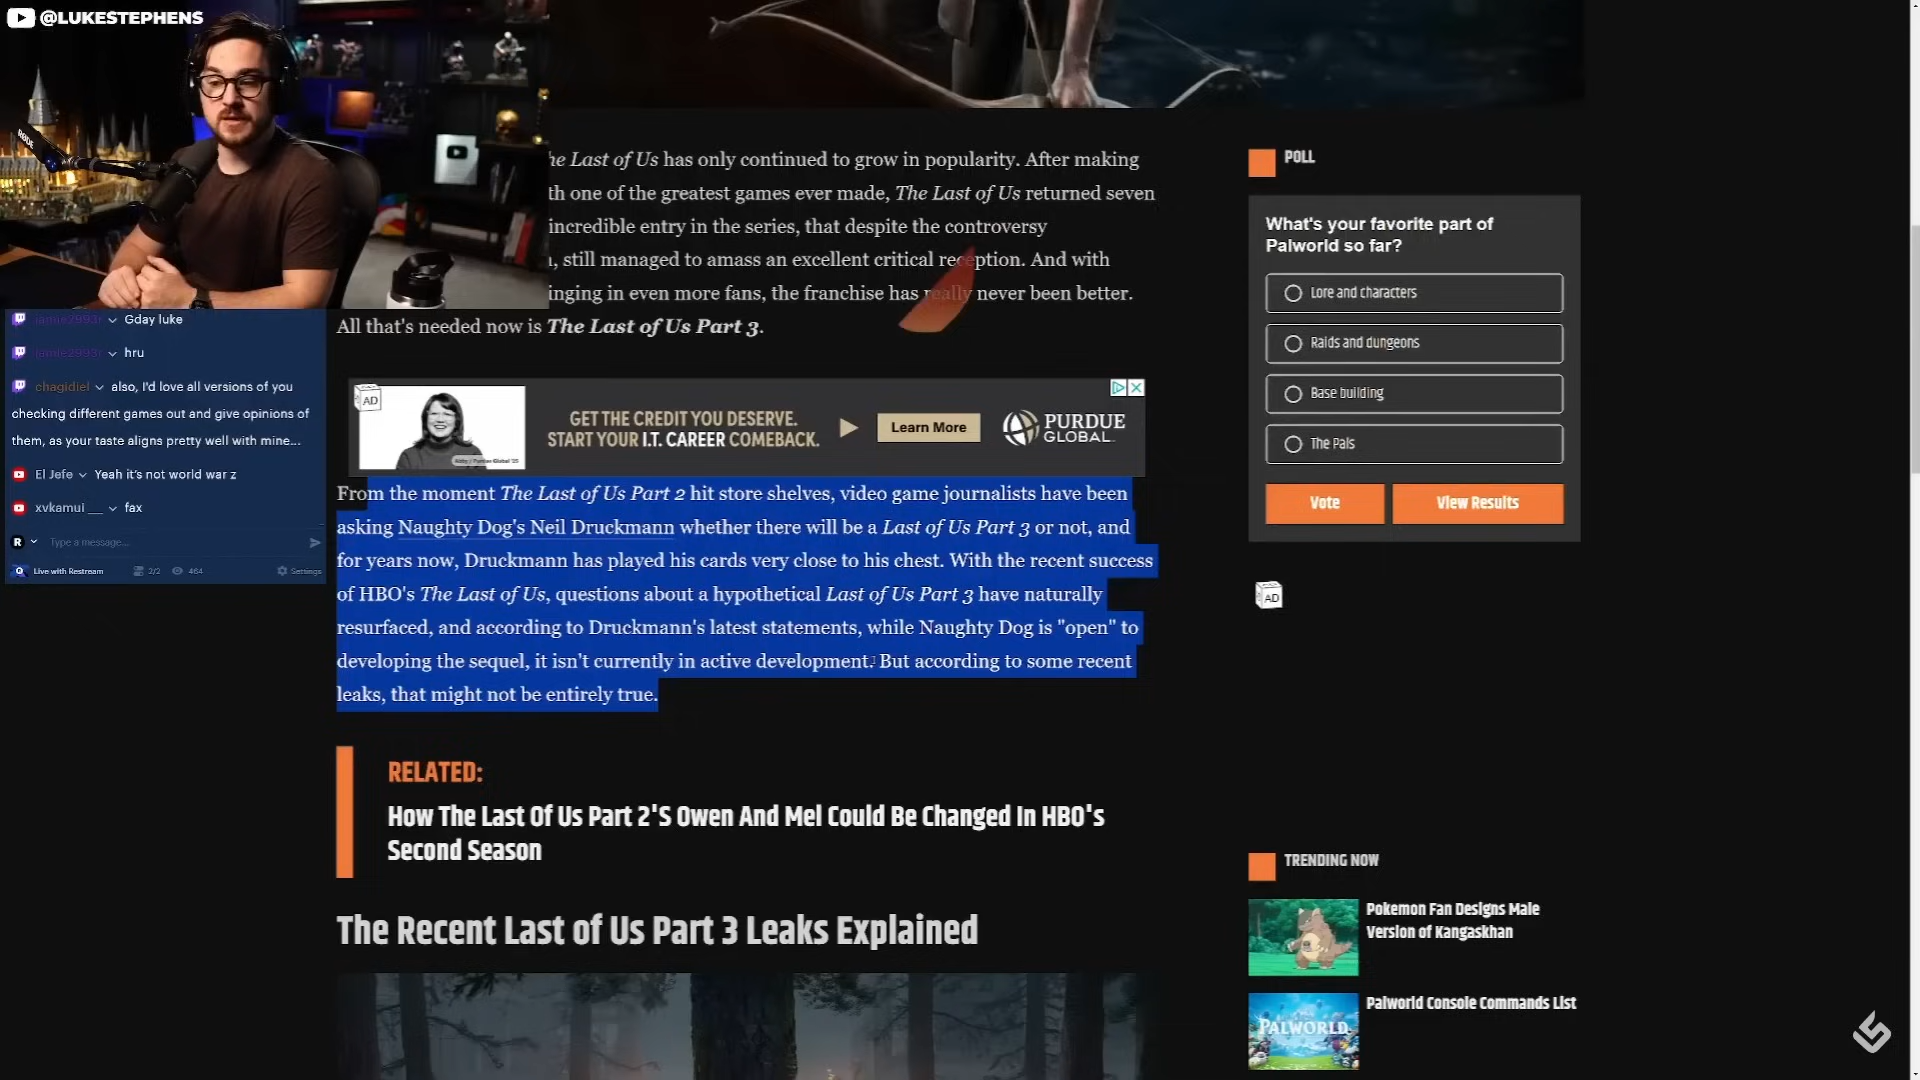 @LUKESTEPHENS
he Last of Us has only continued to grow in popularity. After making
th one of the greatest games ever made, The Last of Us returned seven
incredible entry in the series, that despite the controversy
, still managed to amass an excellent critical reception. And with
inging in even more fans, the franchise has really never been better.
All that's needed now is The Last of Us Part 3.
jamie2993r Gday luke
jamie2993r hru
chagidiel also, I'd love all versions of you
checking different games out and give opinions of
them, as your taste aligns pretty well with mine...
El Jefe Yeah it's not world war z
xvkamui __ fax
R Type a message...
Live with Restream 2/2 464 Settings
AD
GET THE CREDIT YOU DESERVE.
START YOUR I.T. CAREER COMEBACK.
Learn More
PURDUE
GLOBAL
From the moment The Last of Us Part 2 hit store shelves, video game journalists have been
asking Naughty Dog's Neil Druckmann whether there will be a Last of Us Part 3 or not, and
for years now, Druckmann has played his cards very close to his chest. With the recent success
of HBO's The Last of Us, questions about a hypothetical Last of Us Part 3 have naturally
resurfaced, and according to Druckmann's latest statements, while Naughty Dog is "open" to
developing the sequel, it isn't currently in active development. But according to some recent
leaks, that might not be entirely true.
RELATED:
How The Last Of Us Part 2'S Owen And Mel Could Be Changed In HBO's
Second Season
The Recent Last of Us Part 3 Leaks Explained
POLL
What's your favorite part of
Palworld so far?
Lore and characters
Raids and dungeons
Base building
The Pals
Vote
View Results
AD
TRENDING NOW
Pokemon Fan Designs Male
Version of Kangaskhan
Palworld Console Commands List
PALWORLD
RODE